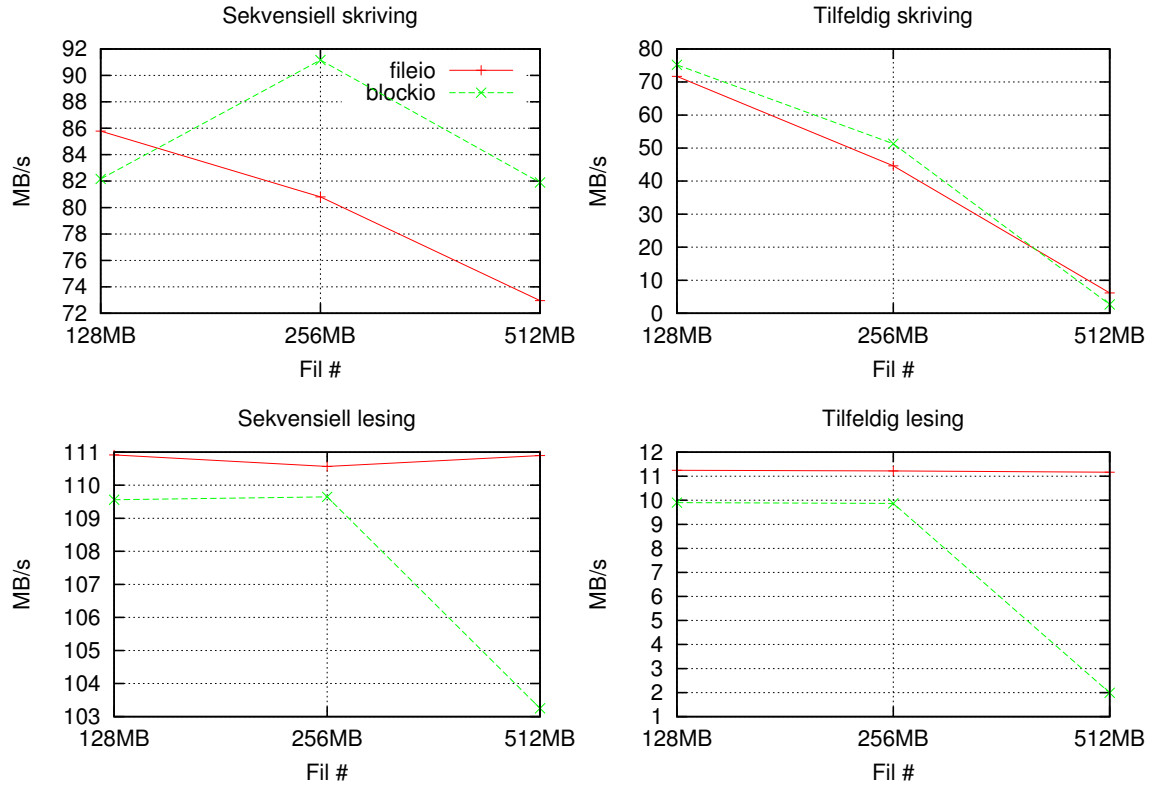 Sekvensiell skriving
92
90
88
86
84
82
80
78
76
74
72
MB/s
fileio
blockio
128MB 256MB 512MB
Fil #
Tilfeldig skriving
80
70
60
50
40
30
20
10
0
MB/s
128MB 256MB 512MB
Fil #
Sekvensiell lesing
111
110
109
108
107
106
105
104
103
MB/s
128MB 256MB 512MB
Fil #
Tilfeldig lesing
12
11
10
9
8
7
6
5
4
3
2
1
MB/s
128MB 256MB 512MB
Fil #